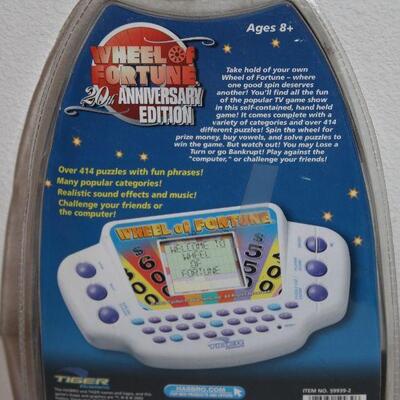 WHEEL OF
FORTUNE
20th ANNIVERSARY
EDITION
Ages 8+
Take hold of your own
Wheel of Fortune – where
one good spin deserves
another! You'll find all the fun
of the popular TV game show
in this self-contained, hand held
game! It comes complete with a
variety of categories and over 414
different puzzles! Spin the wheel for
prize money, buy vowels, and solve puzzles to
win the game. But watch out! You may Lose a
Turn or go Bankrupt! Play against the
"computer," or challenge your friends!
Over 414 puzzles with fun phrases!
Many popular categories!
Realistic sound effects and music!
Challenge your friends or
the computer!
WHEEL of FORTUNE
WELCOME TO
WHEEL
OF
FORTUNE
TIGER
TIGER
HASBRO.COM
ITEM NO. 59939-2